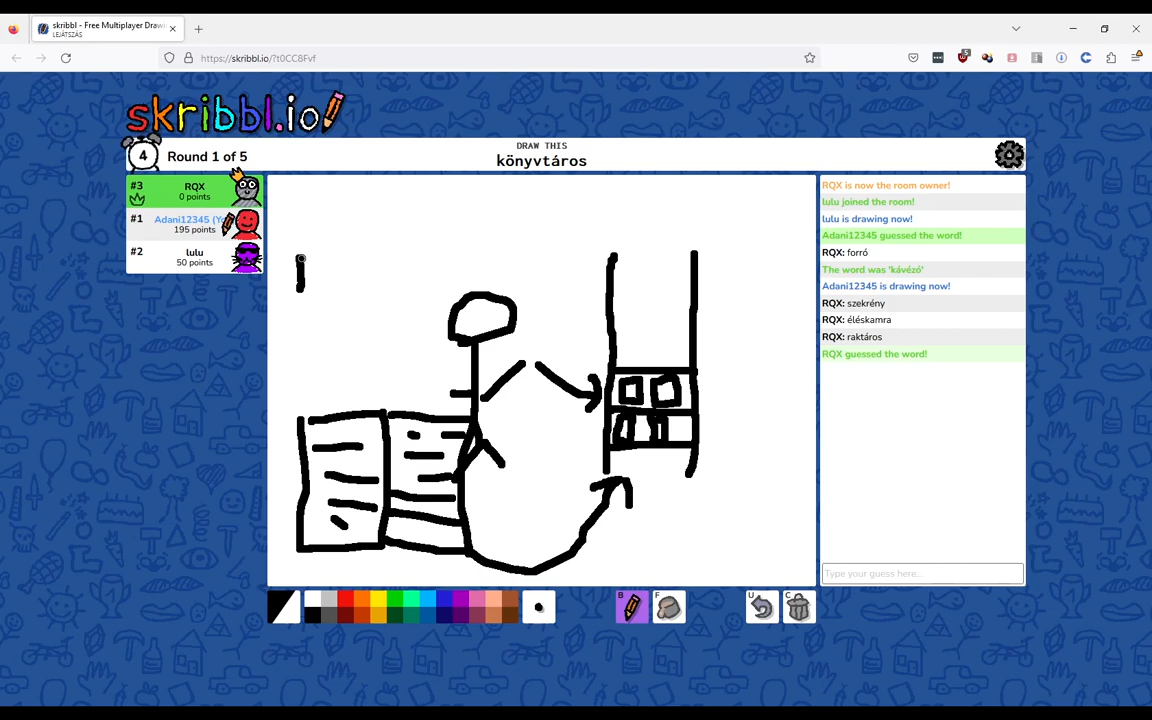 skribbl - Free Multiplayer Drawi
LEJÁTSZÁS
https://skribbl.io/?t0CC8Fvf
5
skribbl.io
4
Round 1 of 5
DRAW THIS
könyvtáros
#3
RQX
0 points
#1
Adani12345 (Yo
195 points
#2
lulu
50 points
RQX is now the room owner!
lulu joined the room!
lulu is drawing now!
Adani12345 guessed the word!
RQX: forró
The word was 'kávézó'
Adani12345 is drawing now!
RQX: szekrény
RQX: éléskamra
RQX: raktáros
RQX guessed the word!
Type your guess here...
B
F
U
C